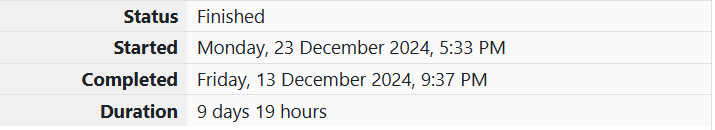 Status Finished
Started Monday, 23 December 2024, 5:33 PM
Completed Friday, 13 December 2024, 9:37 PM
Duration 9 days 19 hours